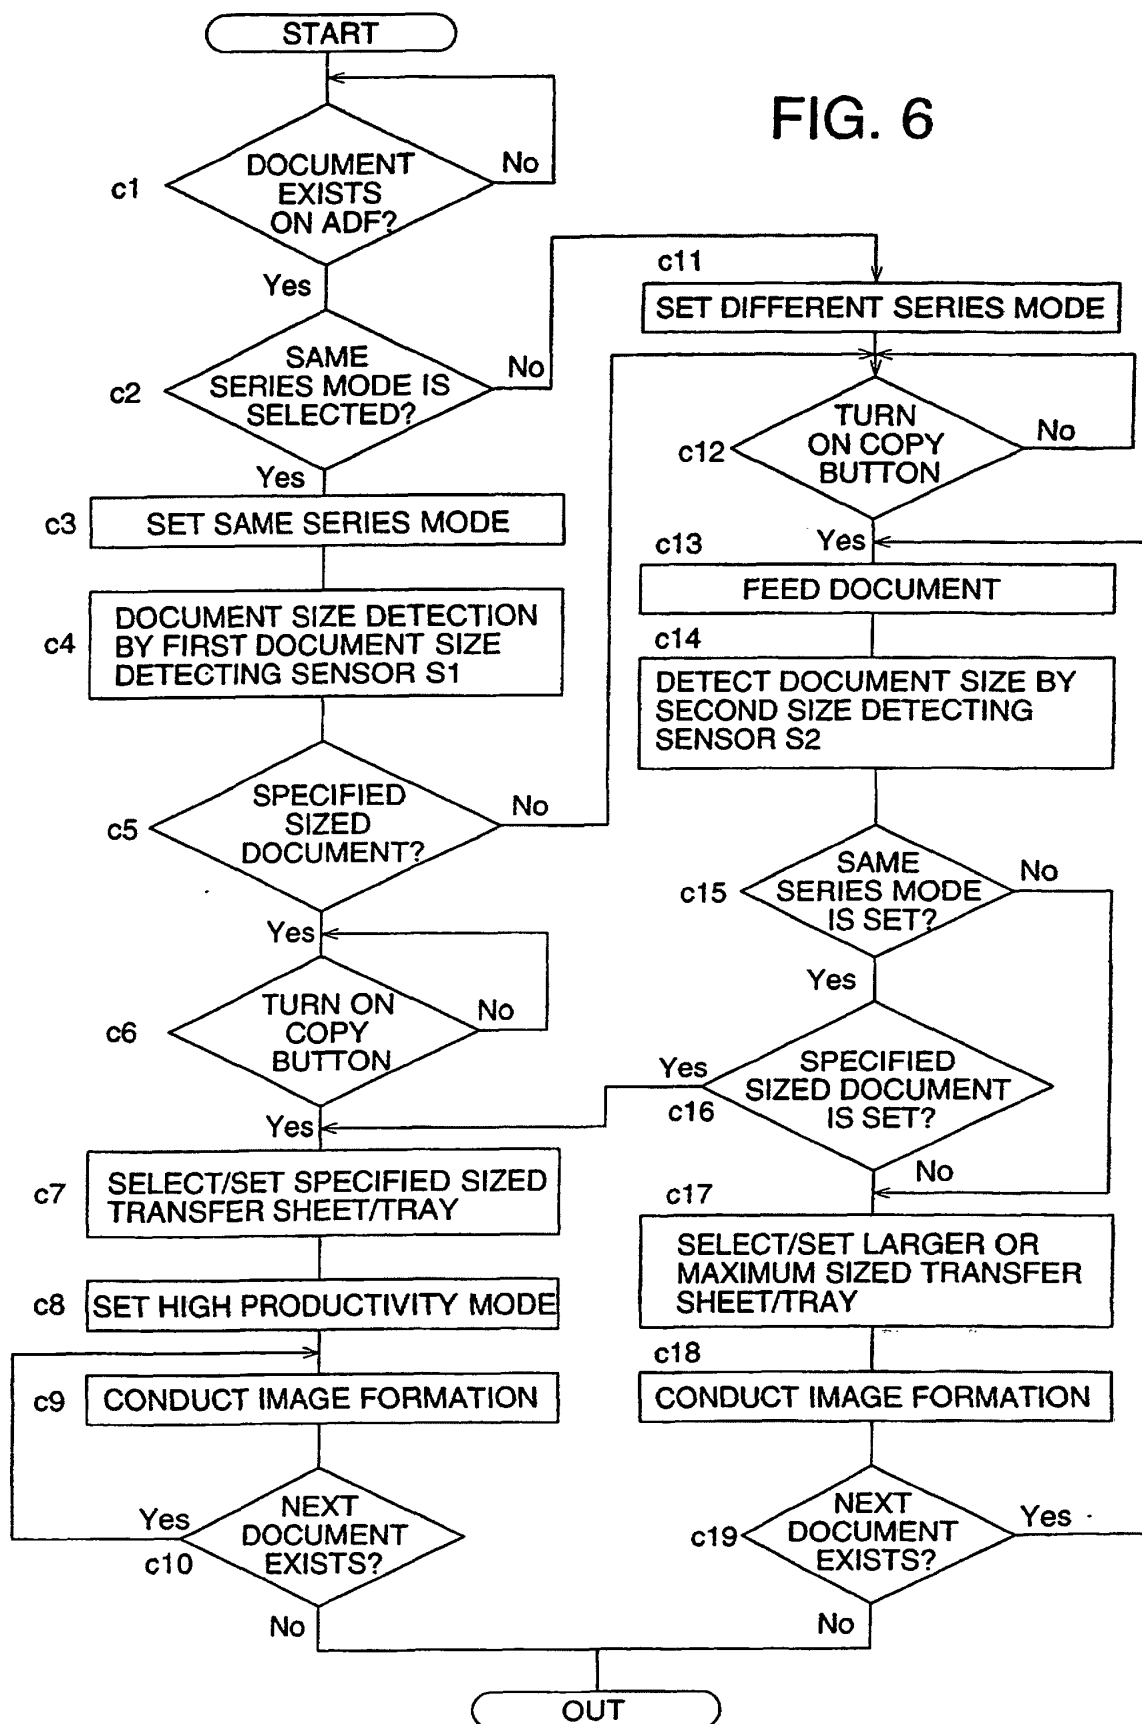 START
FIG. 6
c1
DOCUMENT
EXISTS
ON ADF?
No
Yes
c2
SAME
SERIES MODE IS
SELECTED?
No
Yes
c3
SET SAME SERIES MODE
c4
DOCUMENT SIZE DETECTION
BY FIRST DOCUMENT SIZE
DETECTING SENSOR S1
c5
SPECIFIED
SIZED
DOCUMENT?
No
Yes
c6
TURN ON
COPY
BUTTON
No
Yes
c7
SELECT/SET SPECIFIED SIZED
TRANSFER SHEET/TRAY
c8
SET HIGH PRODUCTIVITY MODE
c9
CONDUCT IMAGE FORMATION
Yes
c10
NEXT
DOCUMENT
EXISTS?
No
c11
SET DIFFERENT SERIES MODE
c12
TURN
ON COPY
BUTTON
No
Yes
c13
FEED DOCUMENT
c14
DETECT DOCUMENT SIZE BY
SECOND SIZE DETECTING
SENSOR S2
c15
SAME
SERIES MODE
IS SET?
No
Yes
Yes
c16
SPECIFIED
SIZED DOCUMENT
IS SET?
No
c17
SELECT/SET LARGER OR
MAXIMUM SIZED TRANSFER
SHEET/TRAY
c18
CONDUCT IMAGE FORMATION
c19
NEXT
DOCUMENT
EXISTS?
Yes
No
OUT